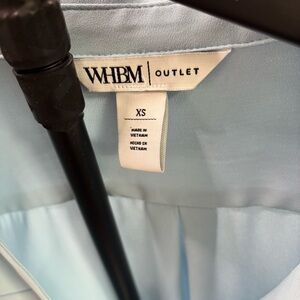 WHBM | OUTLET
XS
MADE IN
VIETNAM
HECHO EN
VIETNAM